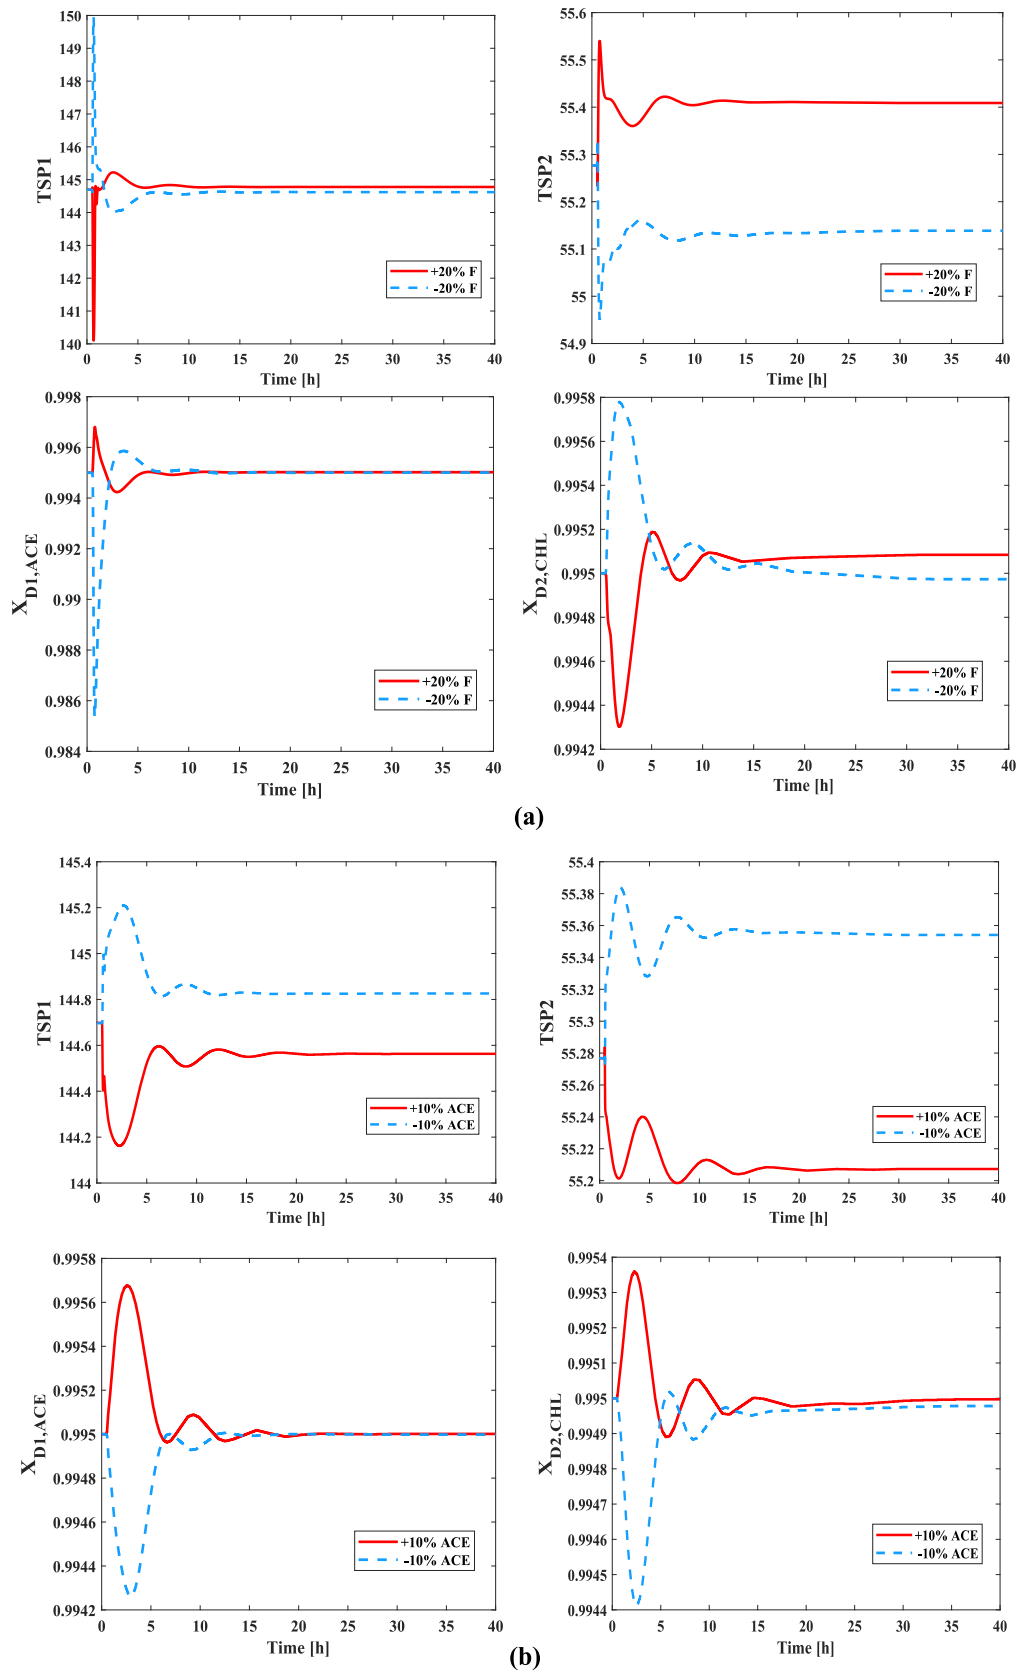 150
149
148
147
146
145
144
143
142
141
140
TSP1
0 5 10 15 20 25 30 35 40
Time [h]
+20% F
-20% F
55.6
55.5
55.4
55.3
55.2
55.1
55
54.9
TSP2
0 5 10 15 20 25 30 35 40
Time [h]
+20% F
-20% F
0.998
0.996
0.994
0.992
0.99
0.988
0.986
0.984
X_D1,ACE
0 5 10 15 20 25 30 35 40
Time [h]
+20% F
-20% F
0.9958
0.9956
0.9954
0.9952
0.995
0.9948
0.9946
0.9944
0.9942
X_D2,CHL
0 5 10 15 20 25 30 35 40
Time [h]
+20% F
-20% F
(a)
145.4
145.2
145
144.8
144.6
144.4
144.2
144
TSP1
0 5 10 15 20 25 30 35 40
Time [h]
+10% ACE
-10% ACE
55.4
55.38
55.36
55.34
55.32
55.3
55.28
55.26
55.24
55.22
55.2
TSP2
0 5 10 15 20 25 30 35 40
Time [h]
+10% ACE
-10% ACE
0.9958
0.9956
0.9954
0.9952
0.995
0.9948
0.9946
0.9944
0.9942
X_D1,ACE
0 5 10 15 20 25 30 35 40
Time [h]
+10% ACE
-10% ACE
0.9954
0.9953
0.9952
0.9951
0.995
0.9949
0.9948
0.9947
0.9946
0.9945
0.9944
X_D2,CHL
0 5 10 15 20 25 30 35 40
Time [h]
+10% ACE
-10% ACE
(b)